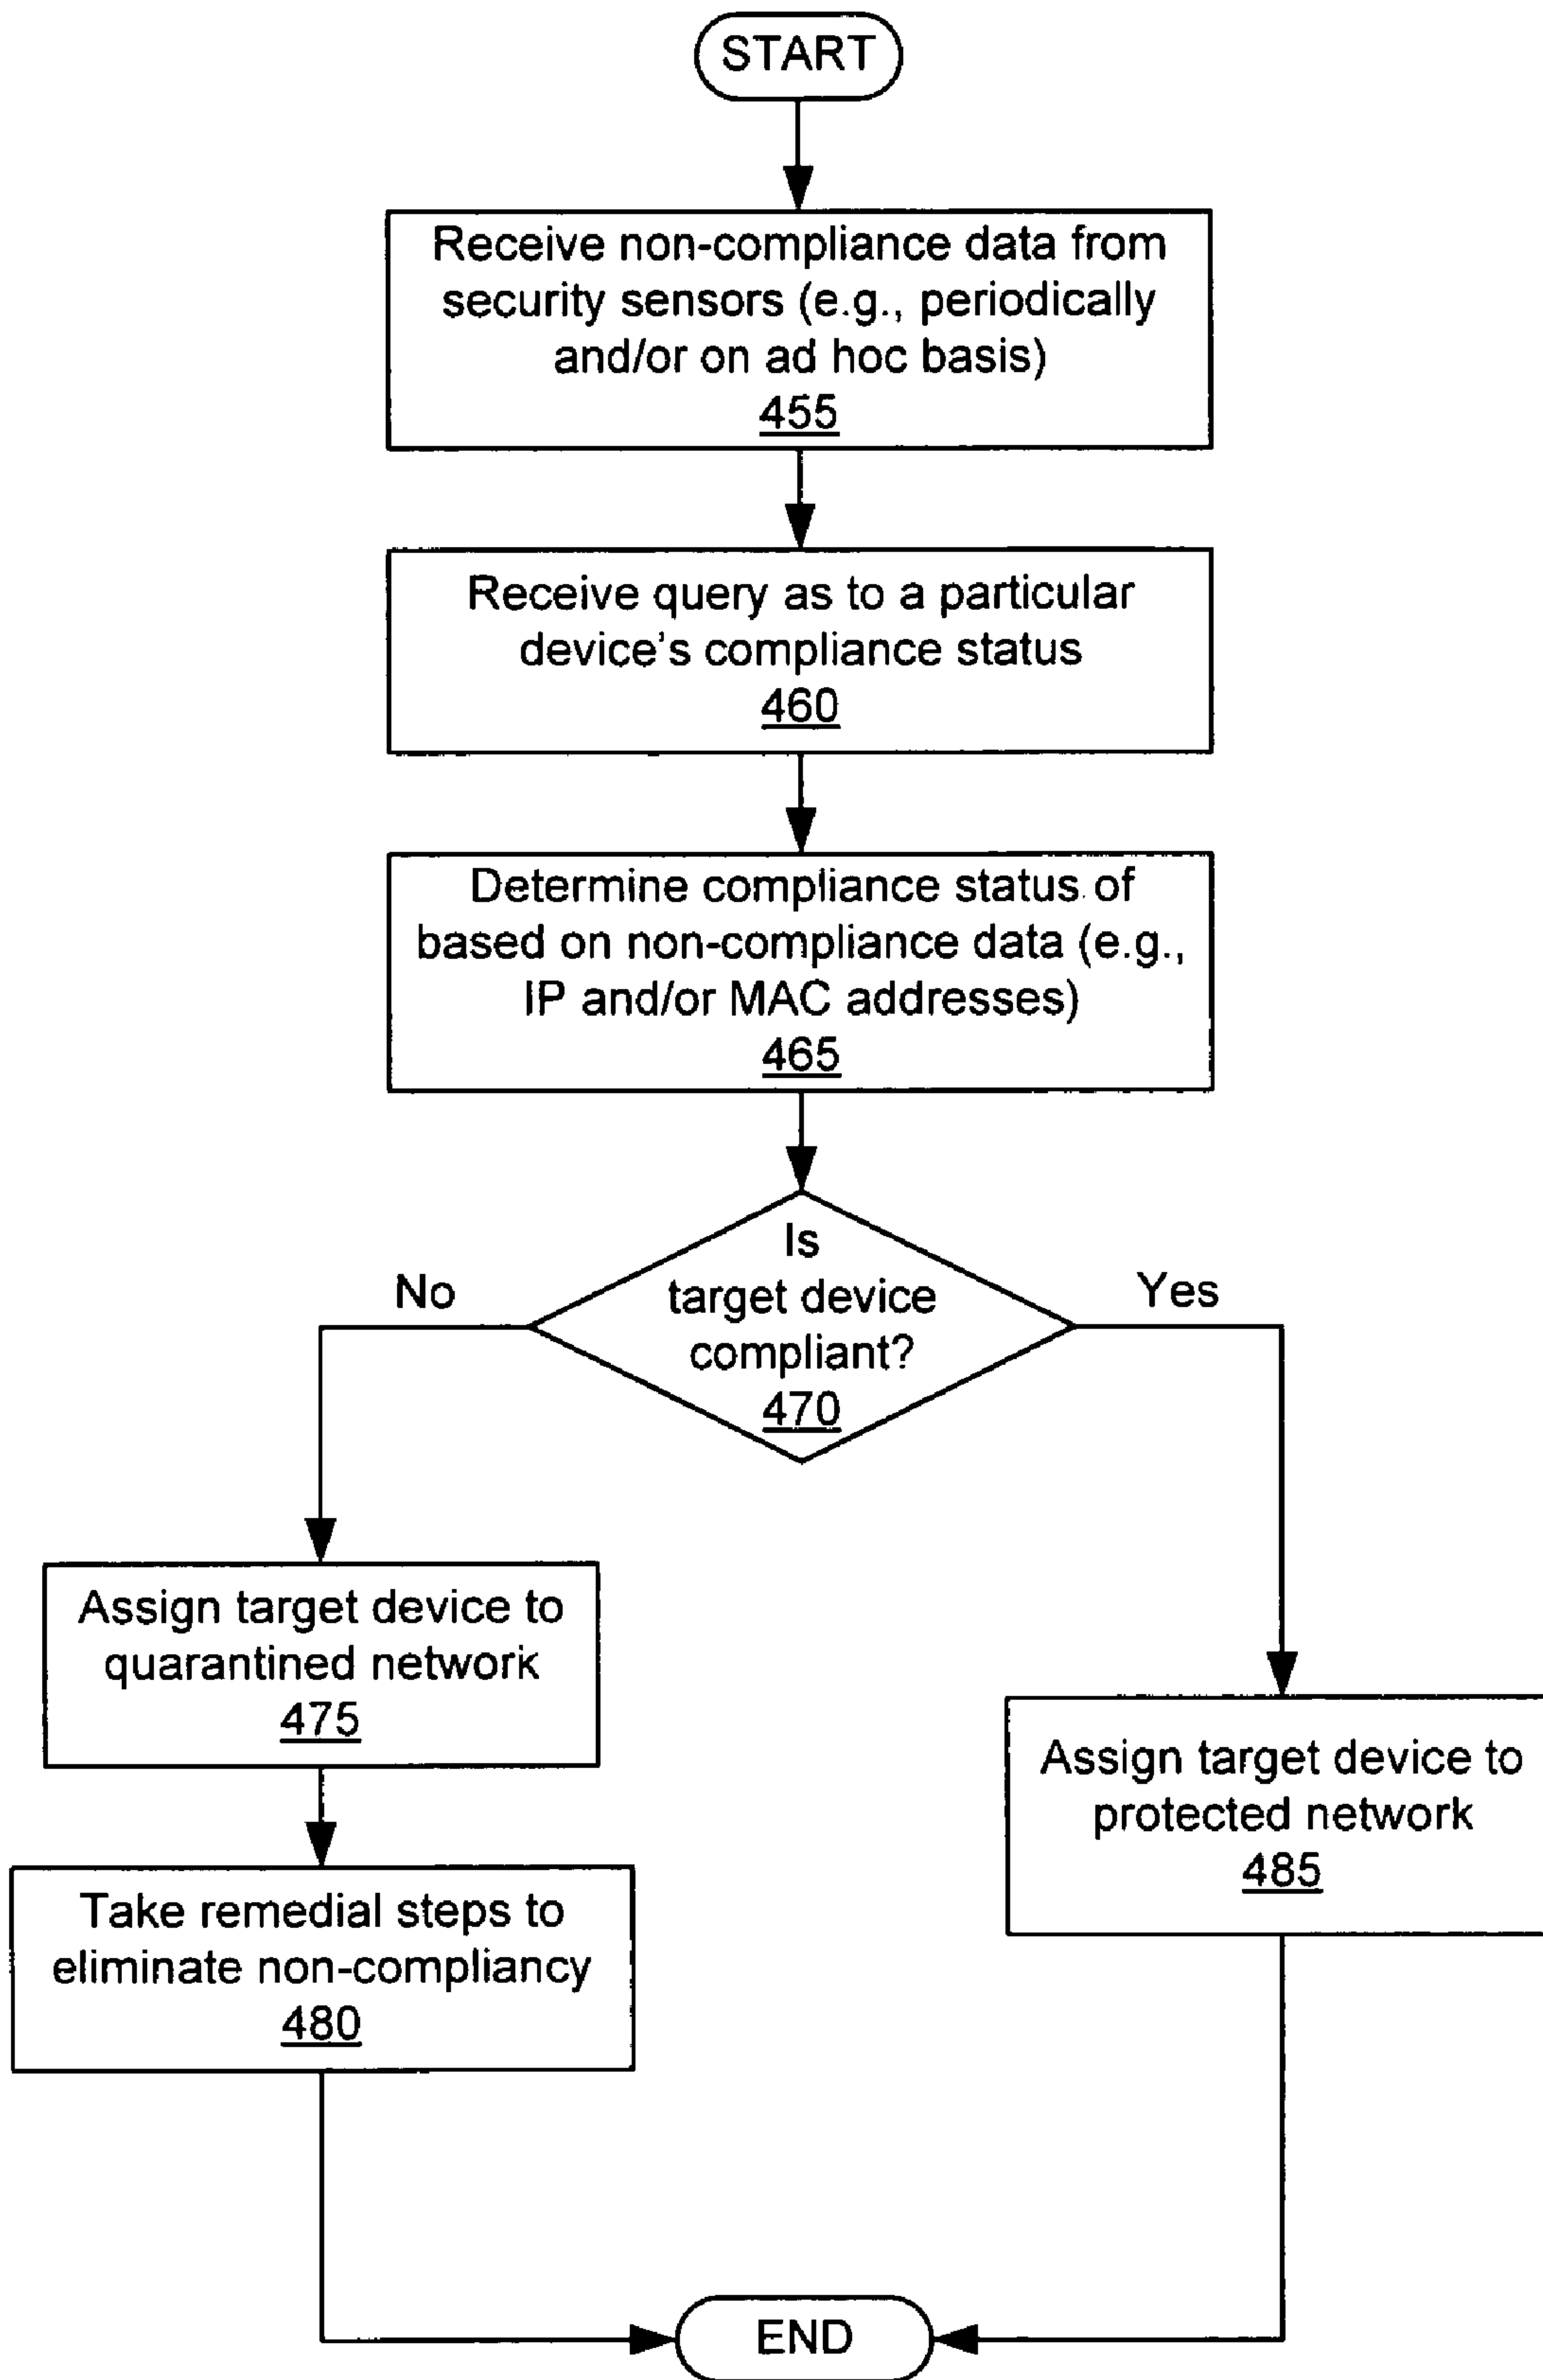 START
Receive non-compliance data from
security sensors (e.g., periodically
and/or on ad hoc basis)
455
Receive query as to a particular
device's compliance status
460
Determine compliance status of
based on non-compliance data (e.g.,
IP and/or MAC addresses)
465
Is
target device
compliant?
470
No
Yes
Assign target device to
quarantined network
475
Take remedial steps to
eliminate non-compliancy
480
Assign target device to
protected network
485
END